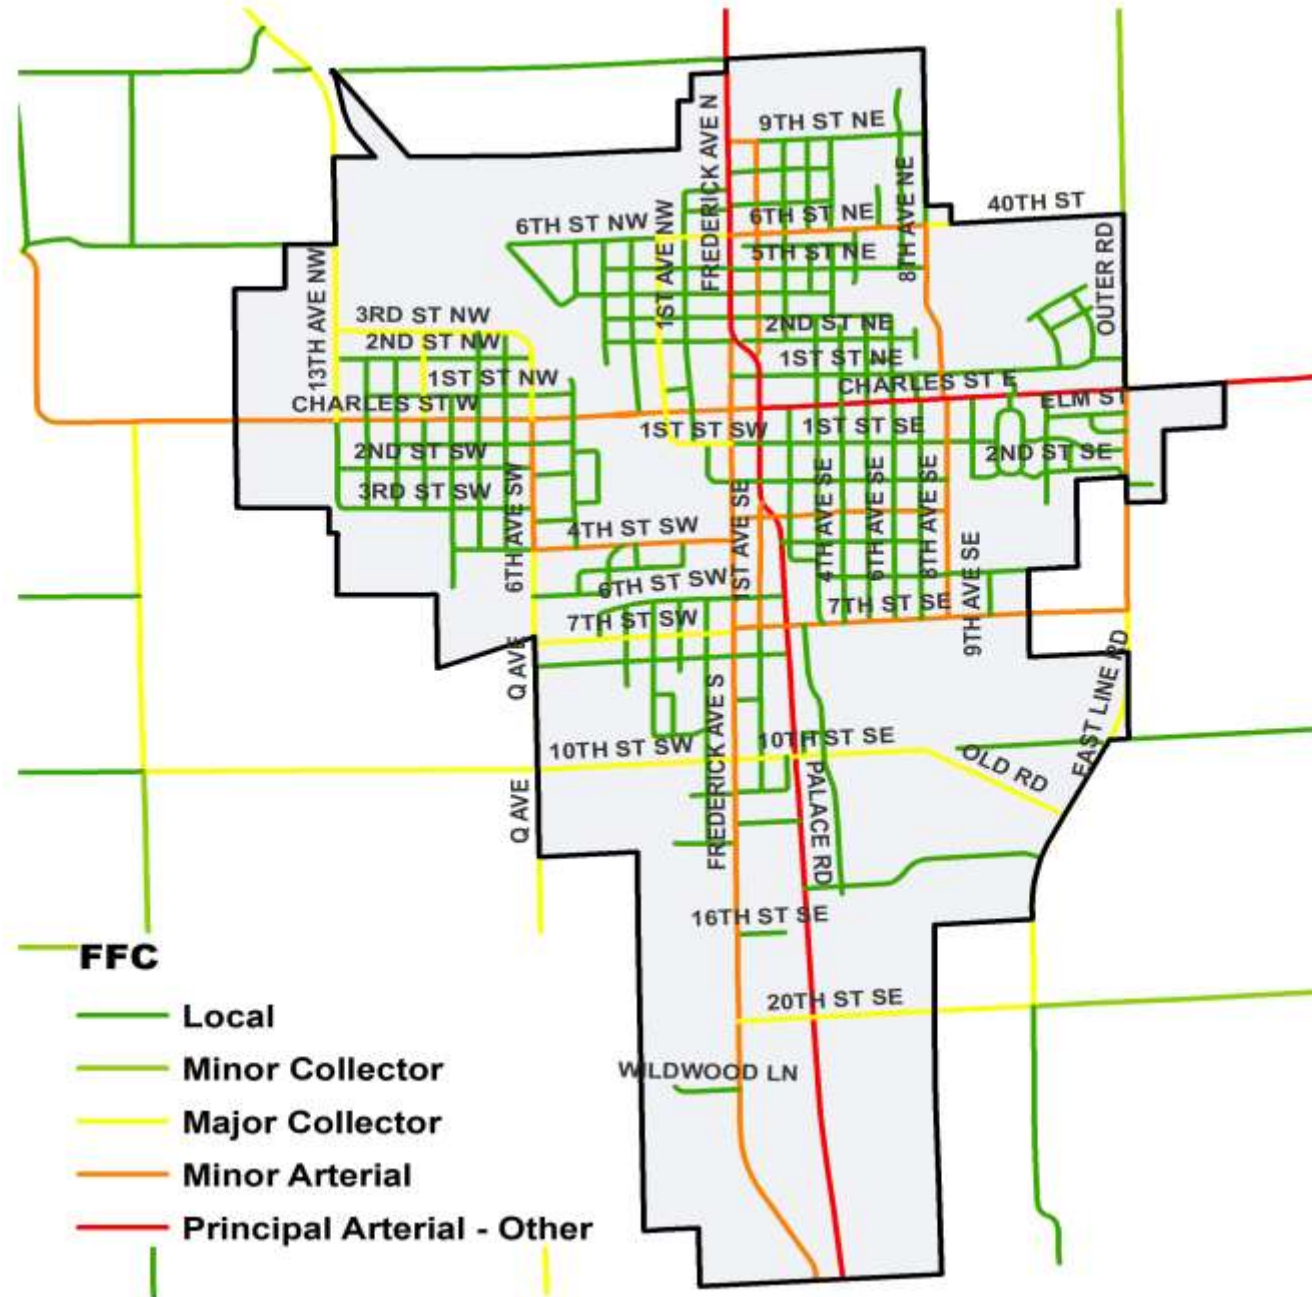 9TH ST NE
FREDERICK AVE N
8TH AVE NE
40TH ST
6TH ST NW
6TH ST NE
1ST AVE NW
5TH ST NE
OUTER RD
13TH AVE NW
3RD ST NW
2ND ST NE
2ND ST NW
1ST ST NE
1ST ST NW
CHARLES ST E
CHARLES ST W
ELM ST
1ST ST SW
1ST ST SE
2ND ST SW
2ND ST SE
3RD ST SW
6TH AVE SW
1ST AVE SE
4TH AVE SE
6TH AVE SE
8TH AVE SE
4TH ST SW
9TH AVE SE
6TH ST SW
7TH ST SE
7TH ST SW
Q AVE
EAST LINE RD
FREDERICK AVE S
10TH ST SW
10TH ST SE
OLD RD
Q AVE
PALACE RD
16TH ST SE
20TH ST SE
WILDWOOD LN
FFC
Local
Minor Collector
Major Collector
Minor Arterial
Principal Arterial - Other